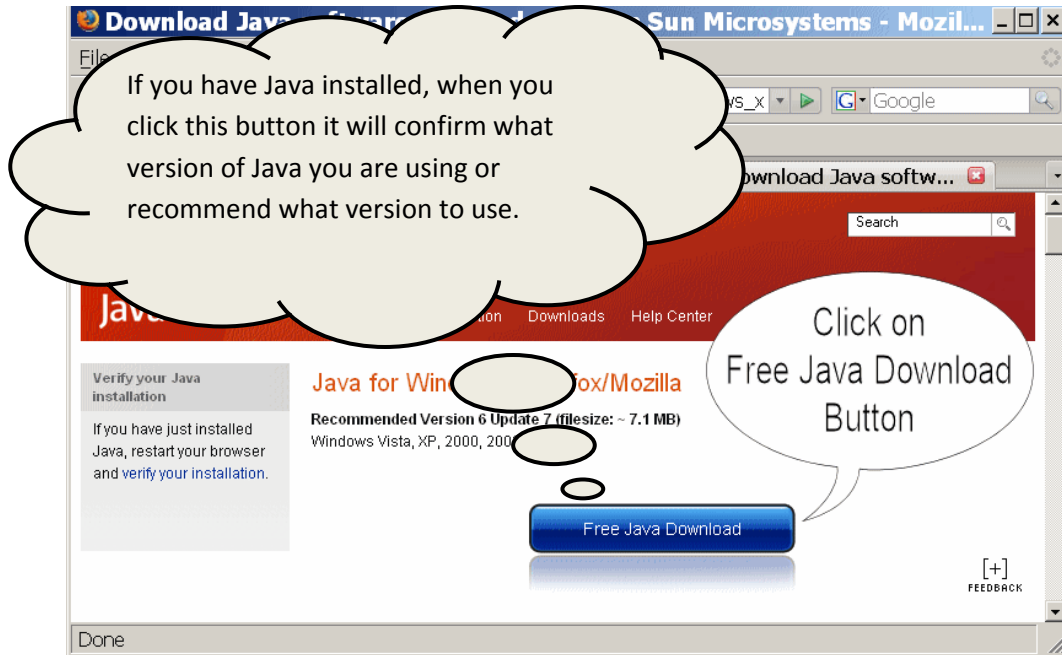 Download Jav Sun Microsystems - Mozil...
File
If you have Java installed, when you
click this button it will confirm what
version of Java you are using or
recommend what version to use.
ws_x
G Google
ownload Java softw...
Search
Java
Downloads Help Center
Click on
Free Java Download
Button
Verify your Java
installation
If you have just installed
Java, restart your browser
and verify your installation.
Java for Win fox/Mozilla
Recommended Version 6 Update 7 (filesize: ~ 7.1 MB)
Windows Vista, XP, 2000, 200
Free Java Download
[+]
FEEDBACK
Done